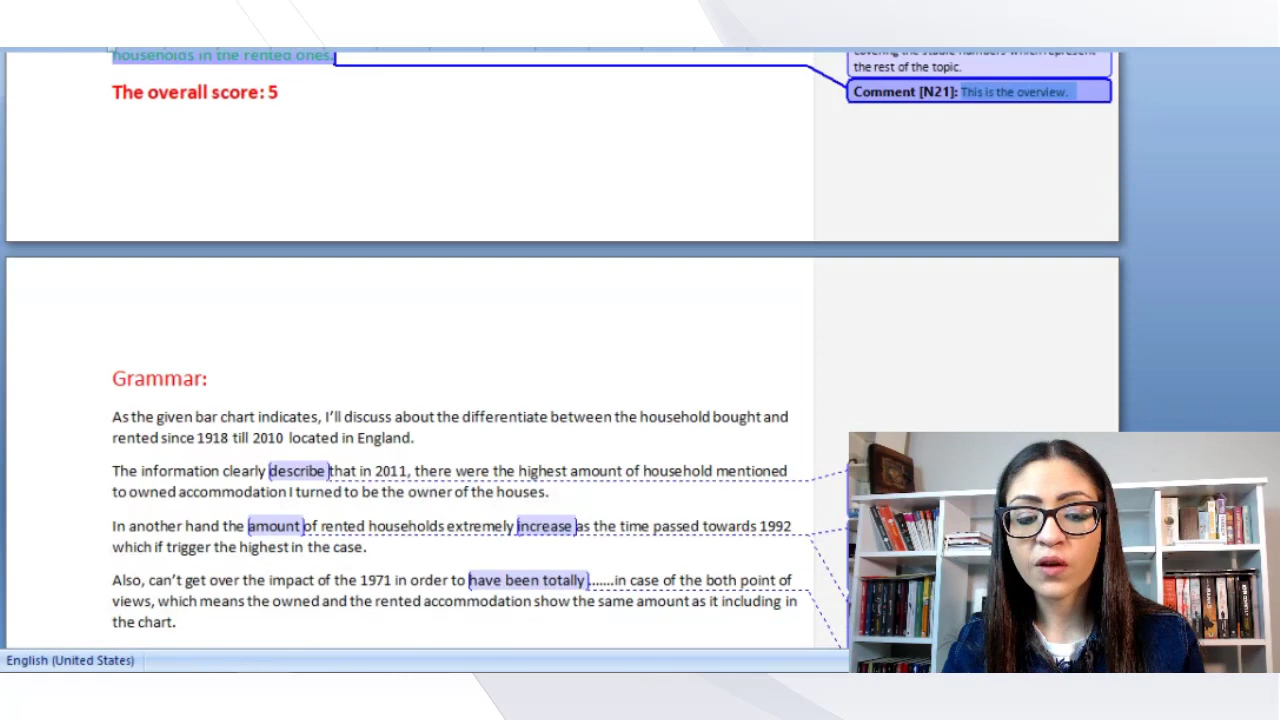 households in the rented ones.
covering the stable numbers which represent
the rest of the topic.
The overall score: 5
Comment [N21]: This is the overview.
Grammar:
As the given bar chart indicates, I'll discuss about the differentiate between the household bought and
rented since 1918 till 2010 located in England.
The information clearly describe that in 2011, there were the highest amount of household mentioned
to owned accommodation I turned to be the owner of the houses.
In another hand the amount of rented households extremely increase as the time passed towards 1992
which if trigger the highest in the case.
Also, can't get over the impact of the 1971 in order to have been totally .......in case of the both point of
views, which means the owned and the rented accommodation show the same amount as it including in
the chart.
English (United States)